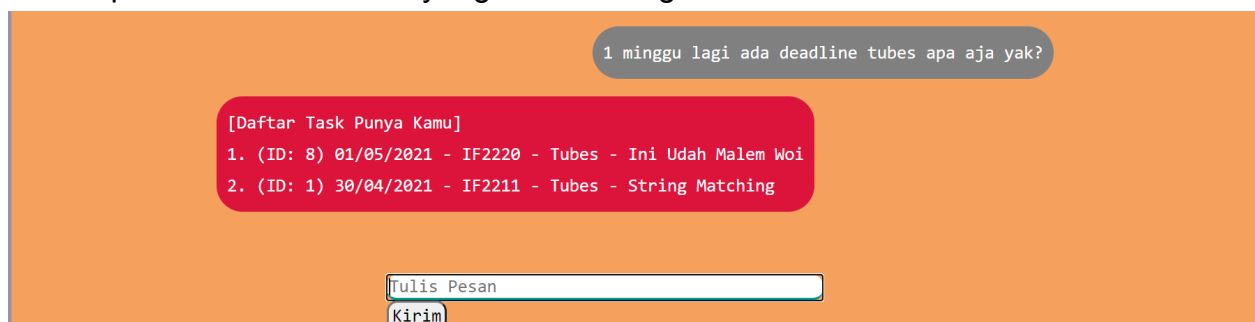 1 minggu lagi ada deadline tubes apa aja yak?
[Daftar Task Punya Kamu]
1. (ID: 8) 01/05/2021 - IF2220 - Tubes - Ini Udah Malem Woi
2. (ID: 1) 30/04/2021 - IF2211 - Tubes - String Matching
Tulis Pesan
Kirim